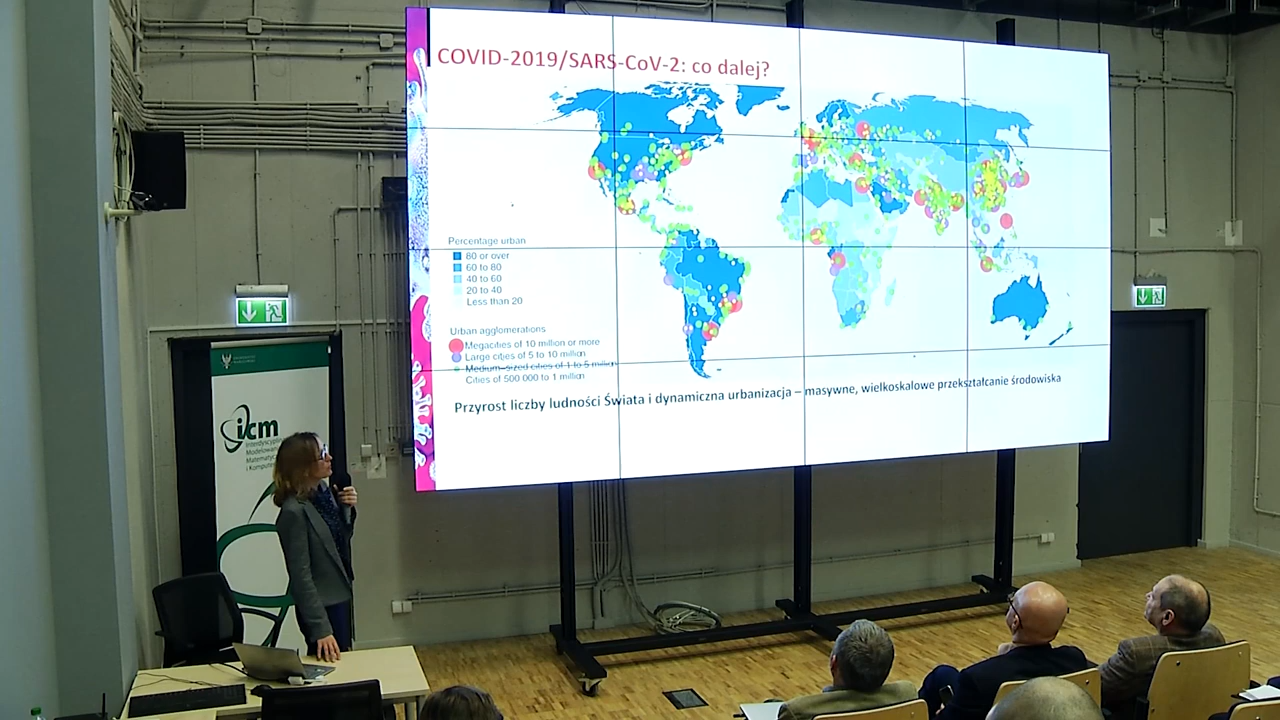 COVID-2019/SARS-CoV-2: co dalej?
Percentage urban
80 or over
60 to 80
40 to 60
20 to 40
Less than 20
Urban agglomerations
Megacities of 10 million or more
Large cities of 5 to 10 million
Medium-sized cities of 1 to 5 million
Cities of 500 000 to 1 million
Przyrost liczby ludności Świata i dynamiczna urbanizacja – masywne, wielkoskalowe przekształcanie środowiska
icm
i Kompute